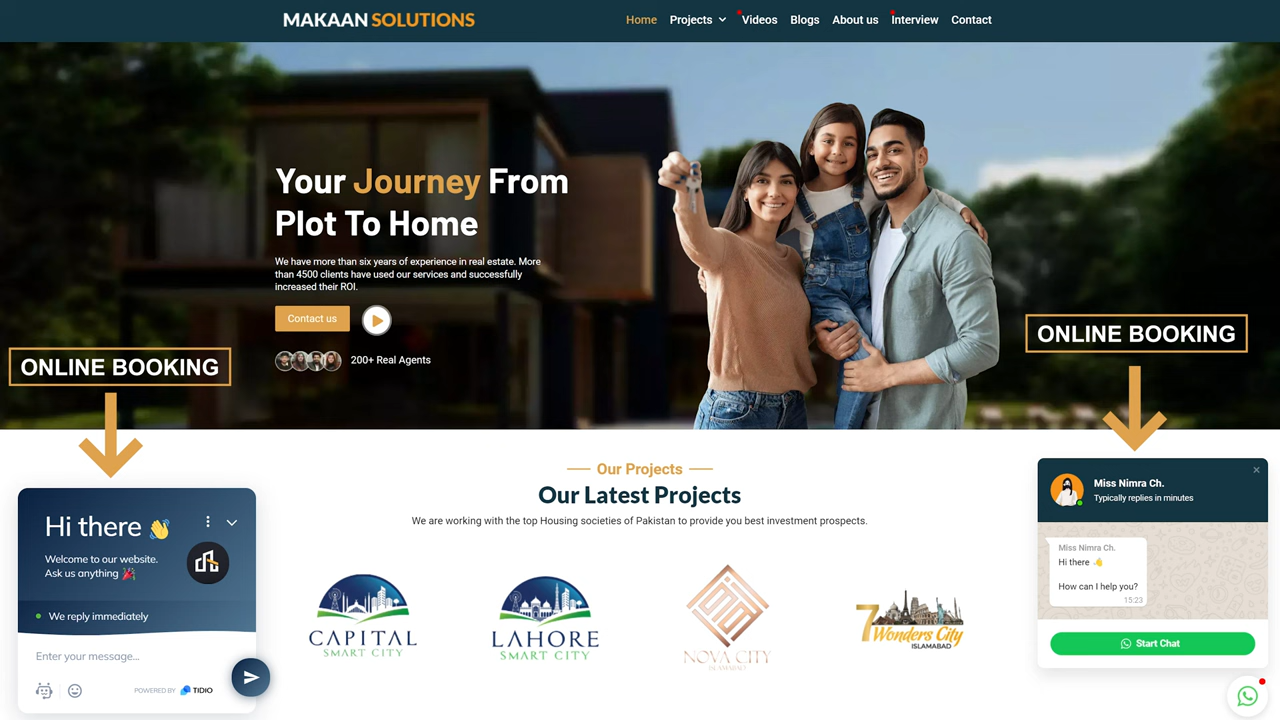 MAKAAN SOLUTIONS
Home Projects Videos Blogs About us Interview Contact
Your Journey From
Plot To Home
We have more than six years of experience in real estate. More
than 4500 clients have used our services and successfully
increased their ROI.
Contact us
200+ Real Agents
ONLINE BOOKING
ONLINE BOOKING
Our Projects
Our Latest Projects
We are working with the top Housing societies of Pakistan to provide you best investment prospects.
CAPITAL
SMART CITY
LAHORE
SMART CITY
NOVA CITY
ISLAMABAD
7 Wonders City
ISLAMABAD
Hi there 👋
Welcome to our website.
Ask us anything 🎉
We reply immediately
Enter your message...
POWERED BY TIDIO
Miss Nimra Ch.
Typically replies in minutes
Miss Nimra Ch.
Hi there 👋
How can I help you?
15:23
Start Chat